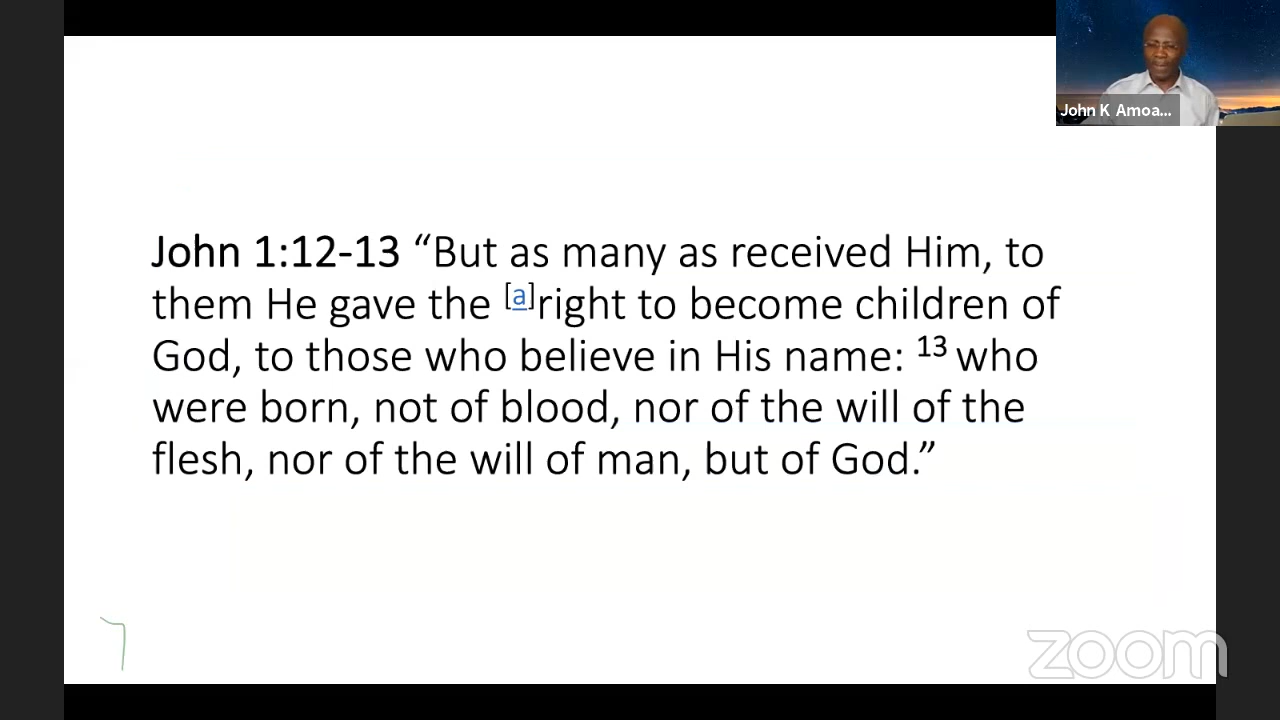 John K Amoa...
John 1:12-13 “But as many as received Him, to
them He gave the [a]right to become children of
God, to those who believe in His name: 13 who
were born, not of blood, nor of the will of the
flesh, nor of the will of man, but of God.”
zoom